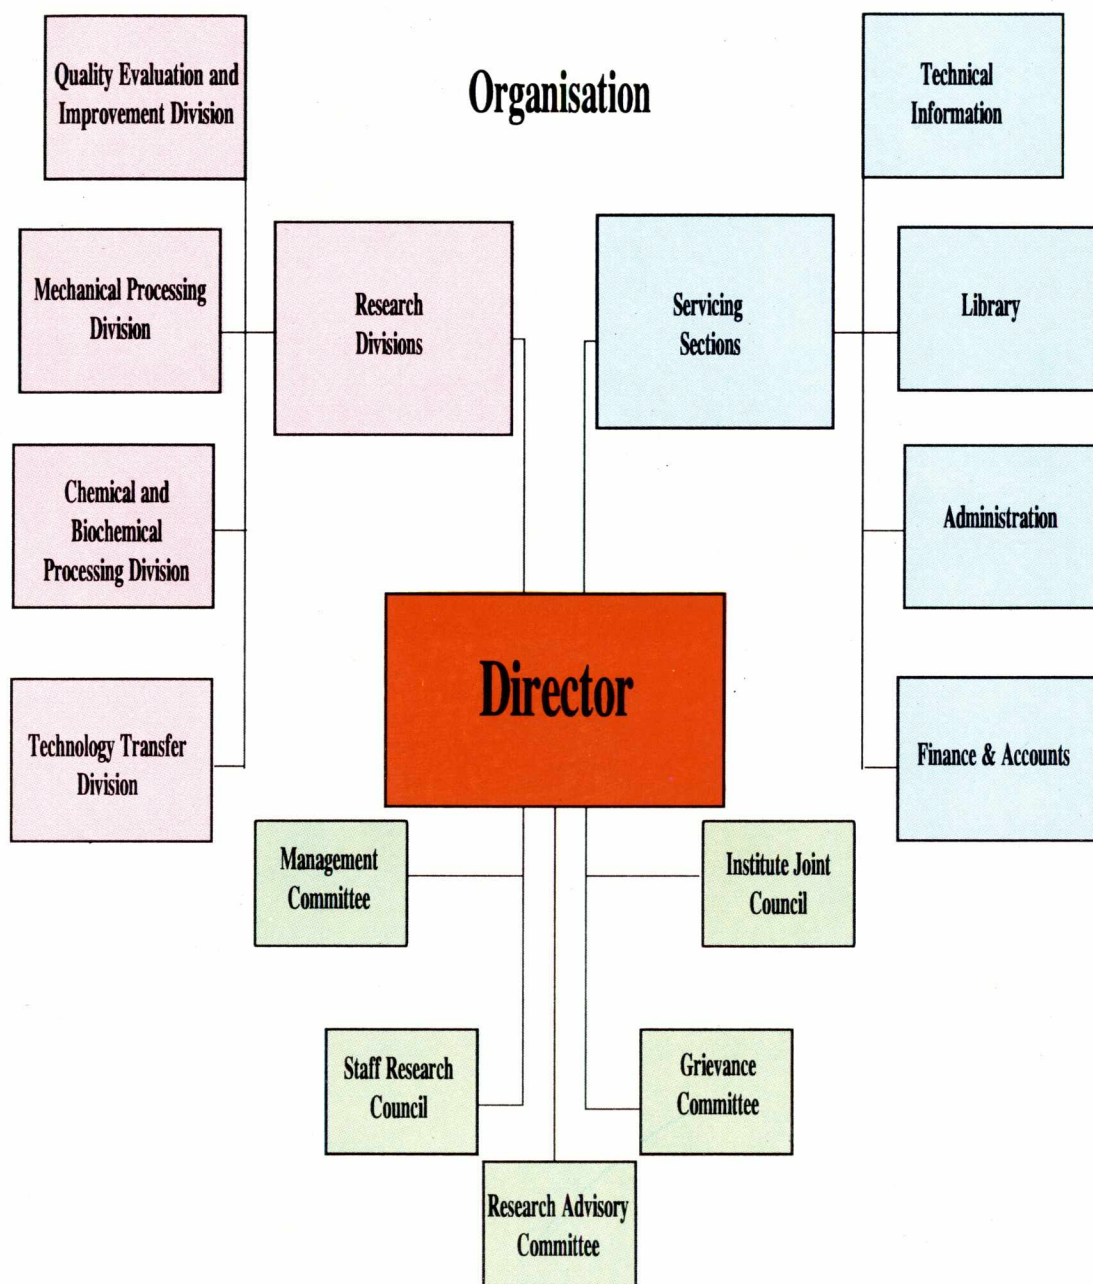 Organisation
Quality Evaluation and
Improvement Division
Technical
Information
Mechanical Processing
Division
Research
Divisions
Servicing
Sections
Library
Chemical and
Biochemical
Processing Division
Administration
Director
Technology Transfer
Division
Finance & Accounts
Management
Committee
Institute Joint
Council
Staff Research
Council
Grievance
Committee
Research Advisory
Committee